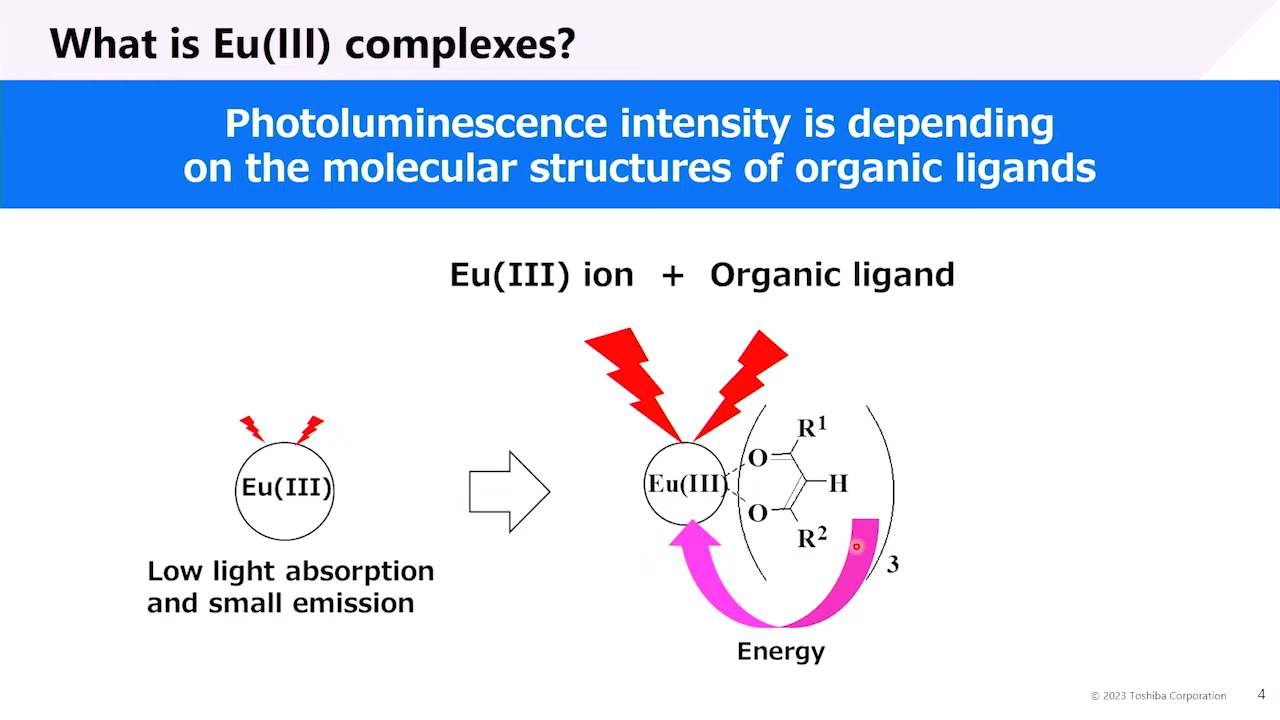 What is Eu(III) complexes?
Photoluminescence intensity is depending
on the molecular structures of organic ligands
Eu(III) ion + Organic ligand
Eu(III)
Low light absorption
and small emission
R1
O
Eu(III)
H
O
R2
3
Energy
© 2023 Toshiba Corporation
4